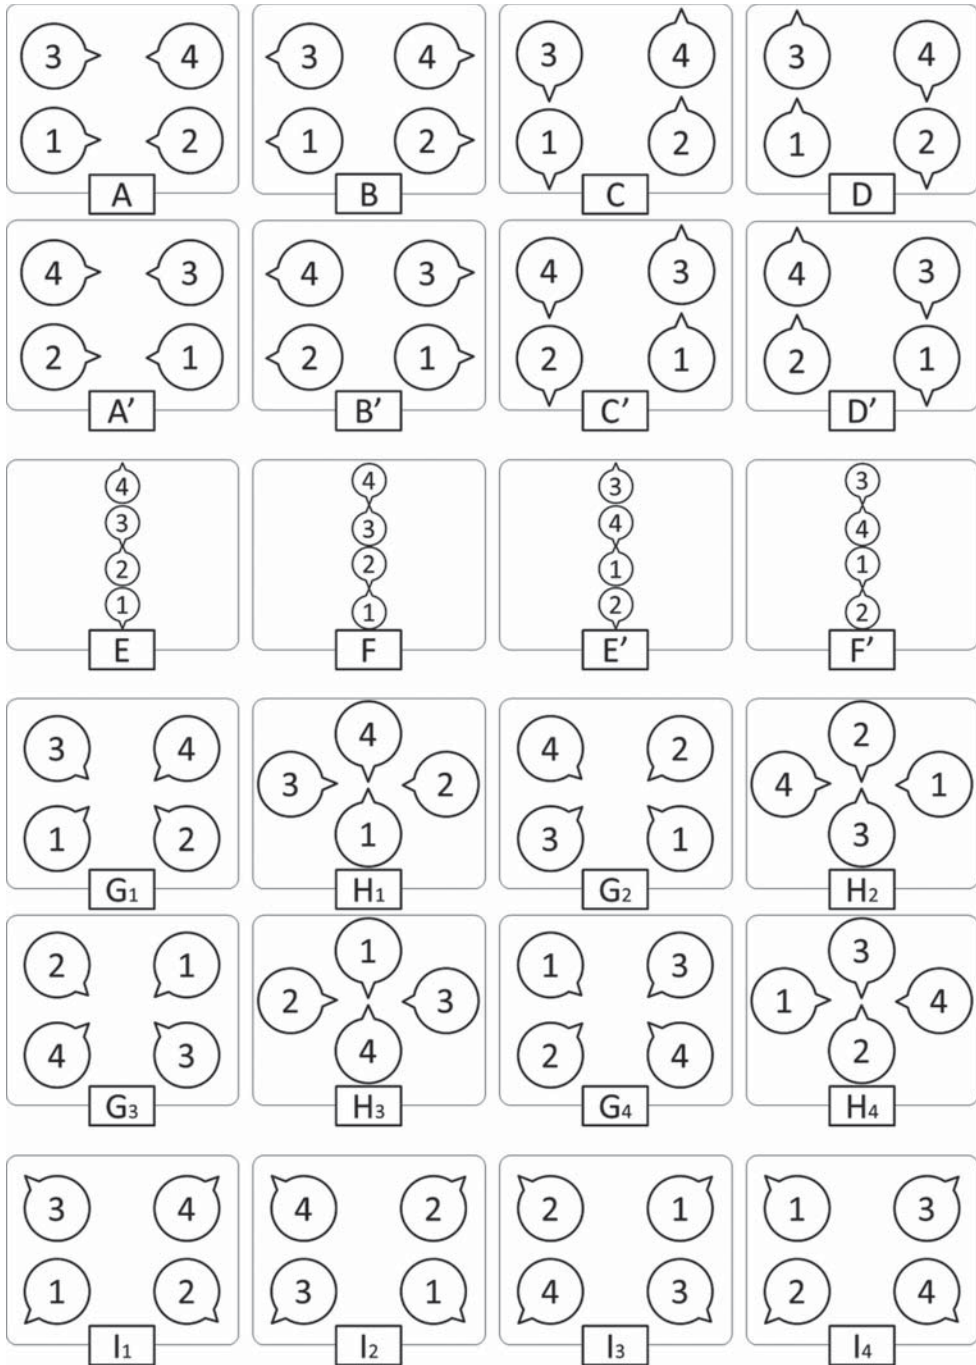 3 4 3 4 3 4 3 4
1 2 1 2 1 2 1 2
A B C D
4 3 4 3 4 3 4 3
2 1 2 1 2 1 2 1
A’ B’ C’ D’
4 4 3 3
3 3 4 4
2 2 1 1
1 1 2 2
E F E’ F’
3 4 4 4 2 2
3 2 4 1
1 2 1 3 1 3
G1 H1 G2 H2
2 1 1 1 3 3
2 3 1 4
4 3 4 2 4 2
G3 H3 G4 H4
3 4 4 2 2 1 1 3
1 2 3 1 4 3 2 4
I1 I2 I3 I4